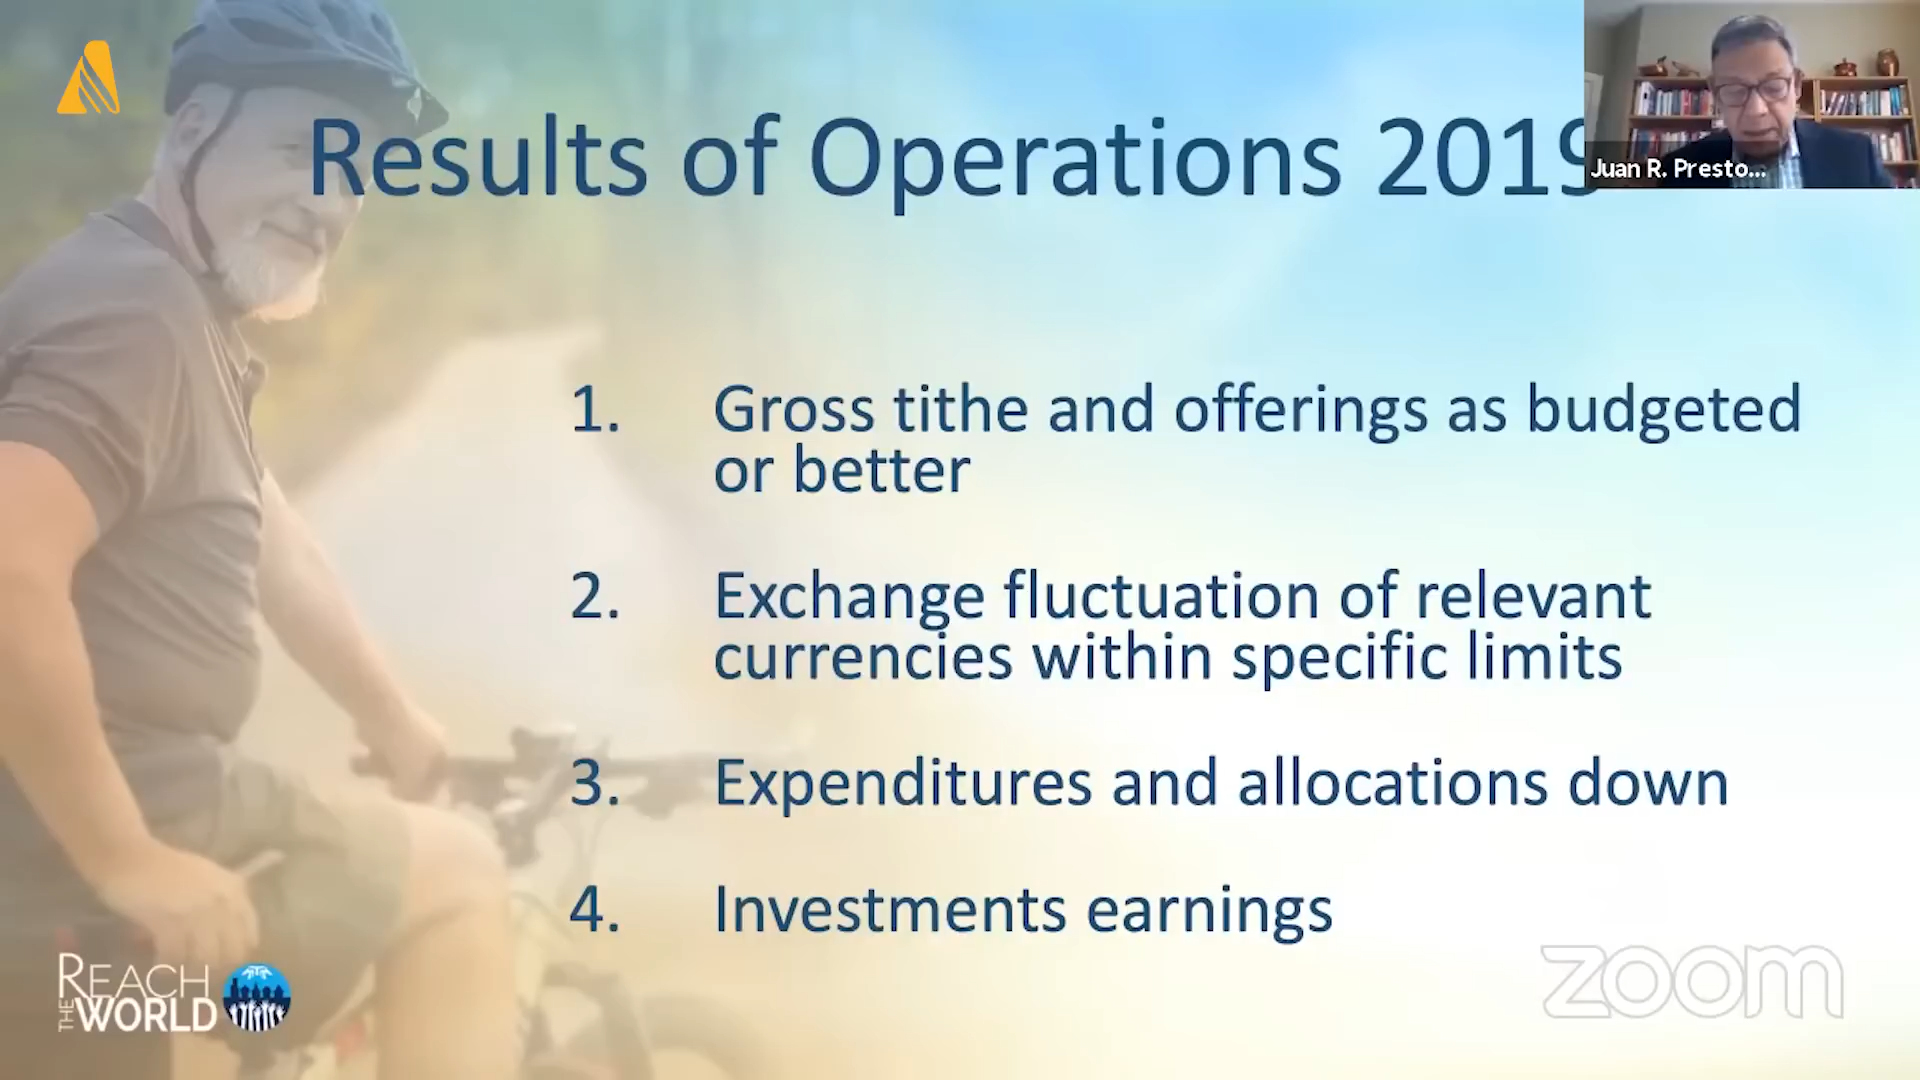 Results of Operations 2019
Juan R. Presto...
1. Gross tithe and offerings as budgeted
or better
2. Exchange fluctuation of relevant
currencies within specific limits
3. Expenditures and allocations down
4. Investments earnings
REACH
THE WORLD
zoom